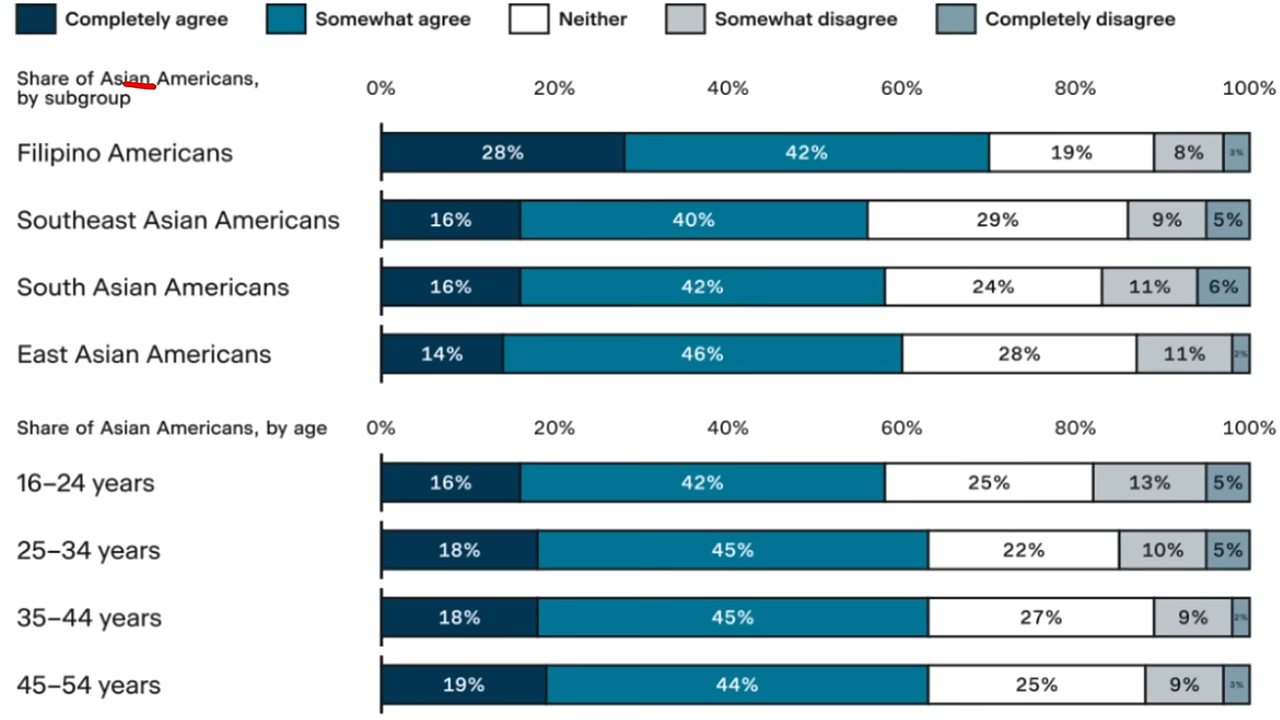 Completely agree Somewhat agree Neither Somewhat disagree Completely disagree
Share of Asian Americans,
by subgroup
0% 20% 40% 60% 80% 100%
Filipino Americans 28% 42% 19% 8% 3%
Southeast Asian Americans 16% 40% 29% 9% 5%
South Asian Americans 16% 42% 24% 11% 6%
East Asian Americans 14% 46% 28% 11% 2%
Share of Asian Americans, by age 0% 20% 40% 60% 80% 100%
16–24 years 16% 42% 25% 13% 5%
25–34 years 18% 45% 22% 10% 5%
35–44 years 18% 45% 27% 9% 2%
45–54 years 19% 44% 25% 9% 3%